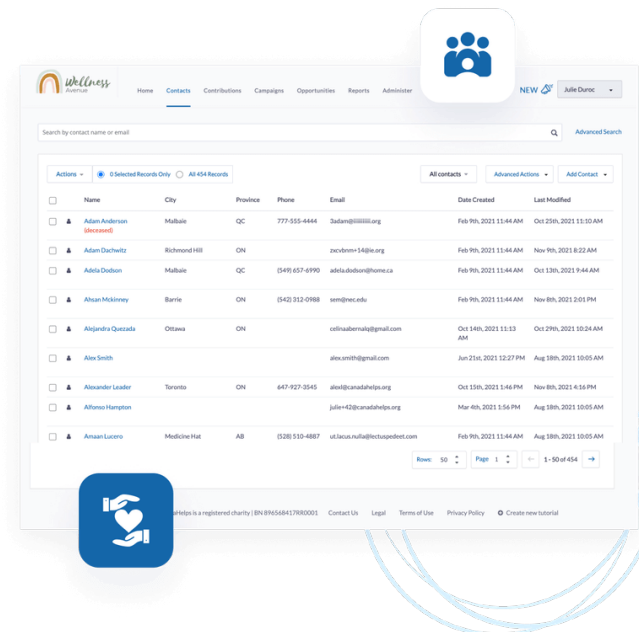 Wellness
Avenue
Home Contacts Contributions Campaigns Opportunities Reports Administer NEW Julie Duroc
Search by contact name or email Advanced Search
Actions 0 Selected Records Only All 454 Records All contacts Advanced Actions Add Contact
Name City Province Phone Email Date Created Last Modified
Adam Anderson Malbaie QC 777-555-4444 Feb 9th, 2021 11:44 AM Oct 25th, 2021 11:10 AM
(deceased)
Adam Dachwitz Richmond Hill ON zxcvbnm+14@ie.org Feb 9th, 2021 11:44 AM Nov 9th, 2021 8:22 AM
Adela Dodson Malbaie QC (549) 657-6990 adela.dodson@home.ca Feb 9th, 2021 11:44 AM Oct 13th, 2021 9:44 AM
Ahsan Mckinney Barrie ON (542) 312-0988 sem@nec.edu Feb 9th, 2021 11:44 AM Nov 8th, 2021 2:01 PM
Alejandra Quezada Ottawa ON celinaabernalq@gmail.com Oct 14th, 2021 11:13 Oct 29th, 2021 10:24 AM
AM
Alex Smith alex.smith@gmail.com Jun 21st, 2021 12:27 PM Aug 18th, 2021 10:05 AM
Alexander Leader Toronto ON 647-927-3545 alexl@canadahelps.org Oct 15th, 2021 1:46 PM Nov 8th, 2021 4:16 PM
Alfonso Hampton julie+42@canadahelps.org Mar 4th, 2021 1:56 PM Aug 18th, 2021 10:05 AM
Amaan Lucero Medicine Hat AB (528) 510-4887 ut.lacus.nulla@lectuspedeet.com Feb 9th, 2021 11:44 AM Aug 18th, 2021 10:05 AM
Rows: 50 Page 1 1 - 50 of 454
aHelps is a registered charity | BN 896568417RR0001 Contact Us Legal Terms of Use Privacy Policy Create new tutorial